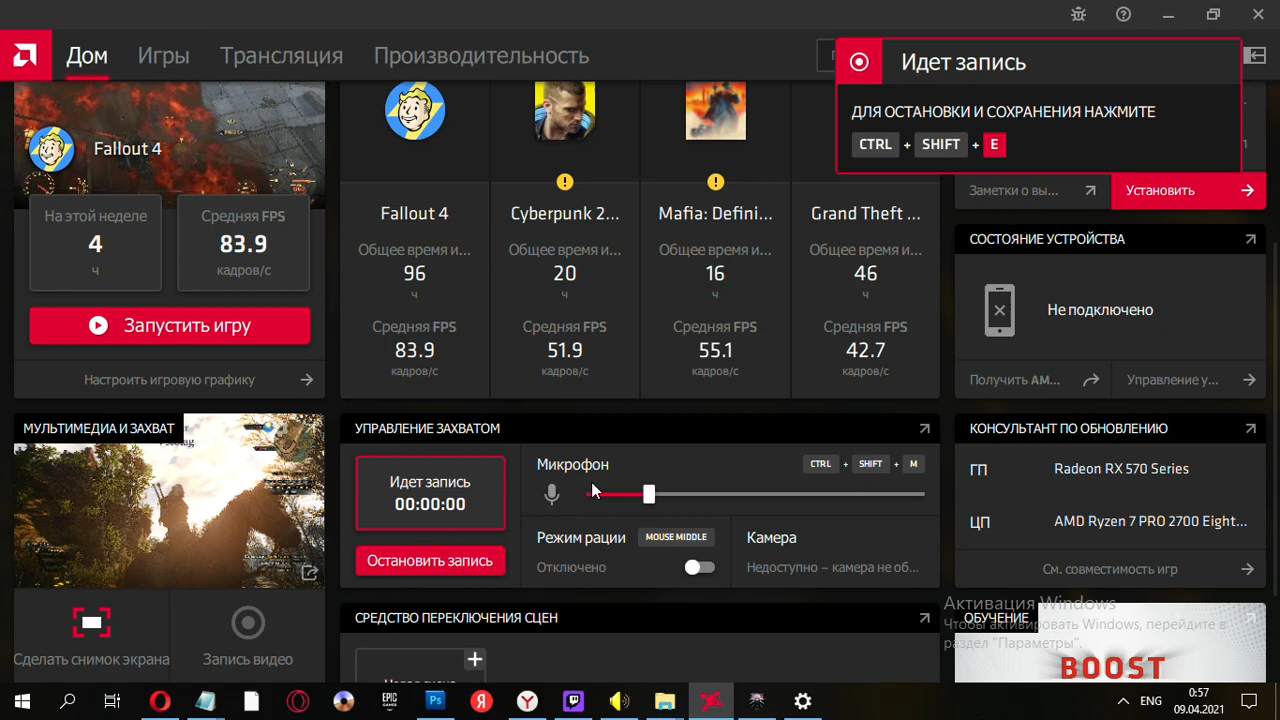 Дом Игры Трансляция Производительность
Идет запись
ДЛЯ ОСТАНОВКИ И СОХРАНЕНИЯ НАЖМИТЕ
CTRL + SHIFT + E
Fallout 4
На этой неделе
4
ч
Средняя FPS
83.9
кадров/с
Запустить игру
Настроить игровую графику
Fallout 4
Общее время и...
96
ч
Средняя FPS
83.9
кадров/с
Cyberpunk 2...
Общее время и...
20
ч
Средняя FPS
51.9
кадров/с
Mafia: Defini...
Общее время и...
16
ч
Средняя FPS
55.1
кадров/с
Grand Theft ...
Общее время и...
46
ч
Средняя FPS
42.7
кадров/с
Заметки о вы...
Установить
СОСТОЯНИЕ УСТРОЙСТВА
Не подключено
Получить AM...
Управление у...
МУЛЬТИМЕДИА И ЗАХВАТ
Сделать снимок экрана
Запись видео
УПРАВЛЕНИЕ ЗАХВАТОМ
Идет запись
00:00:00
Остановить запись
Микрофон
CTRL + SHIFT + M
Режим рации MOUSE MIDDLE
Отключено
Камера
Недоступно – камера не об...
СРЕДСТВО ПЕРЕКЛЮЧЕНИЯ СЦЕН
КОНСУЛЬТАНТ ПО ОБНОВЛЕНИЮ
ГП Radeon RX 570 Series
ЦП AMD Ryzen 7 PRO 2700 Eight...
См. совместимость игр
ОБУЧЕНИЕ
BOOST
Активация Windows
Чтобы активировать Windows, перейдите в
раздел "Параметры".
EPIC
GAMES
Ps
Я
Y
ENG
0:57
09.04.2021